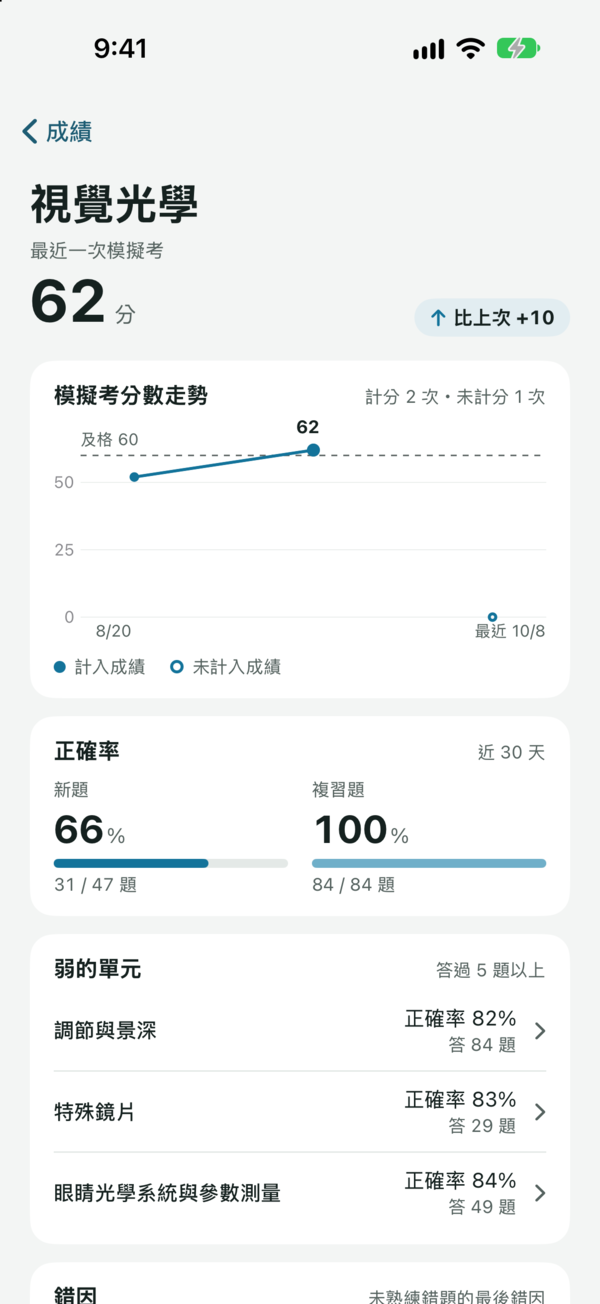 9:41
成績
視覺光學
最近一次模擬考
62 分
↑ 比上次 +10
模擬考分數走勢
計分 2 次・未計分 1 次
62
及格 60
50
25
0
8/20
最近 10/8
計入成績
未計入成績
正確率
近 30 天
新題
66%
31 / 47 題
複習題
100%
84 / 84 題
弱的單元
答過 5 題以上
調節與景深
正確率 82%
答 84 題
特殊鏡片
正確率 83%
答 29 題
眼睛光學系統與參數測量
正確率 84%
答 49 題
錯因
未熟練錯題的最後錯因